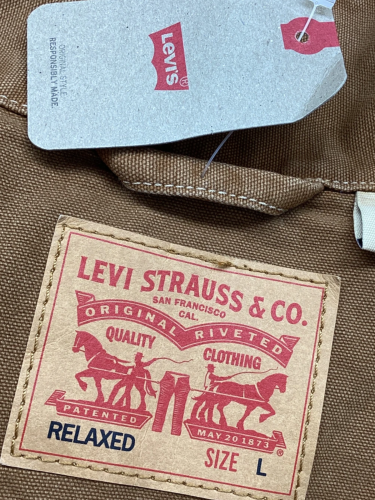 Levi's®
ORIGINAL STYLE
RESPONSIBLY MADE.
LEVI STRAUSS & CO.
SAN FRANCISCO
CAL.
ORIGINAL RIVETED
QUALITY CLOTHING
PATENTED MAY 20 1873
RELAXED
SIZE L